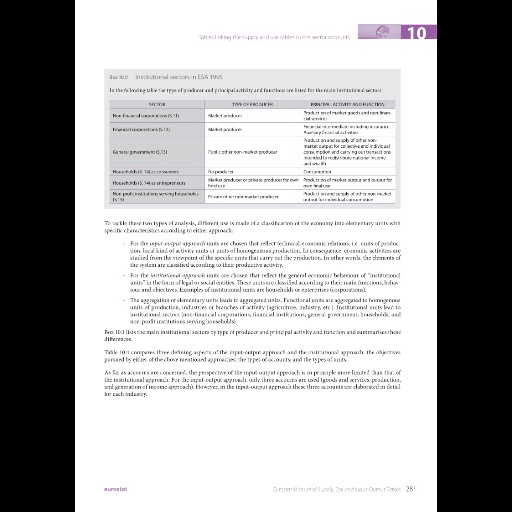 Tables linking the supply and use tables to the sector accounts
10
Box 10.1 Institutional sectors in ESA 1995
In the following table the type of producer and principal activity and functions are listed for the main institutional sectors.
SECTOR TYPE OF PRODUCER PRINCIPAL ACTIVITY AND FUNCTION
Non-financial corporations (S.11) Market producer Production of market goods and non-finan-
cial services
Financial corporations (S.12) Market producer Financial intermediation including insurance.
Auxiliary financial activities
General government (S.13) Public other non-market producer Production and supply of other non-
market output for collective and individual
consumption and carrying out transactions
intended to redistribute national income
and wealth
Households (S. 14) as consumers No producer Consumption
Households (S. 14) as entrepreneurs Market producer or private producer for own
final use Production of market output and output for
own final use
Non-profit institutions serving households
(S.15) Private other non-market producer Production and supply of other non-market
output for individual consumption
To tackle these two types of analysis, different use is made of a classification of the economy into elementary units with
specific characteristics according to either approach:
– For the input-output approach units are chosen that reflect technical-economic relations, i.e. units of produc-
tion, local kind of activity units or units of homogeneous production. In consequence, economic activities are
studied from the viewpoint of the specific units that carry out the production. In other words, the elements of
the system are classified according to their productive activity.
– For the institutional approach units are chosen that reflect the general economic behaviour of "institutional
units" in the form of legal or social entities. These units are classified according to their main functions, behav-
iour and objectives. Examples of institutional units are households or enterprises (corporations).
– The aggregation of elementary units leads to aggregated units. Functional units are aggregated to homogenous
units of production, industries or branches of activity (agriculture, industry, etc.). Institutional units lead to
institutional sectors (non-financial corporations, financial institutions, general government, households, and
non-profit institutions serving households).
Box 10.1 lists the main institutional sectors by type of producer and principal activity and function and summarises these
differences.
Table 10.4 compares three defining aspects of the input-output approach and the institutional approach: the objectives
pursued by either of the above mentioned approaches; the types of accounts; and the types of units.
As far as accounts are concerned, the perspective of the input-output approach is in principle more limited than that of
the institutional approach. For the input-output approach, only three accounts are used (goods and services, production,
and generation of income approach). However, in the input-output approach these three accounts are elaborated in detail
for each industry.
eurostat Eurostat Manual of Supply, Use and Input-Output Tables 281